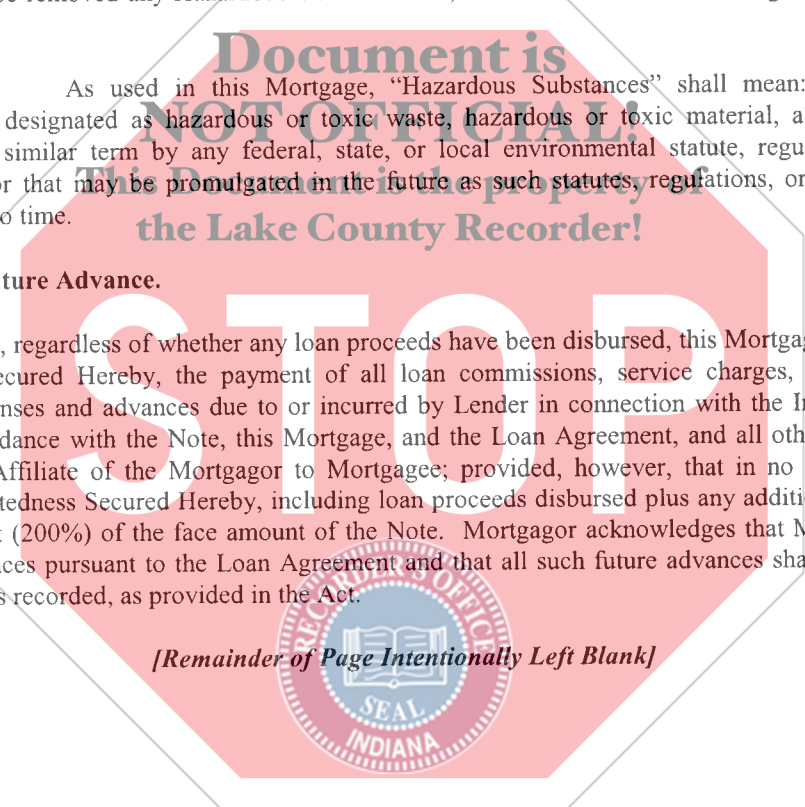 Document is
As used in this Mortgage, “Hazardous Substances” shall mean:
NOT OFFICIAL!
designated as hazardous or toxic waste, hazardous or toxic material, a
similar term by any federal, state, or local environmental statute, regu
This Document is the property of
or that may be promulgated in the future as such statutes, regulations, or
o time.
the Lake County Recorder!
ture Advance.
STOP
, regardless of whether any loan proceeds have been disbursed, this Mortga
ecured Hereby, the payment of all loan commissions, service charges,
nses and advances due to or incurred by Lender in connection with the I
dance with the Note, this Mortgage, and the Loan Agreement, and all oth
Affiliate of the Mortgagor to Mortgagee; provided, however, that in no
tedness Secured Hereby, including loan proceeds disbursed plus any additi
t (200%) of the face amount of the Note. Mortgagor acknowledges that M
nces pursuant to the Loan Agreement and that all such future advances sha
s recorded, as provided in the Act.
[Remainder of Page Intentionally Left Blank]
RECORDER'S OFFICE
SEAL
INDIANA